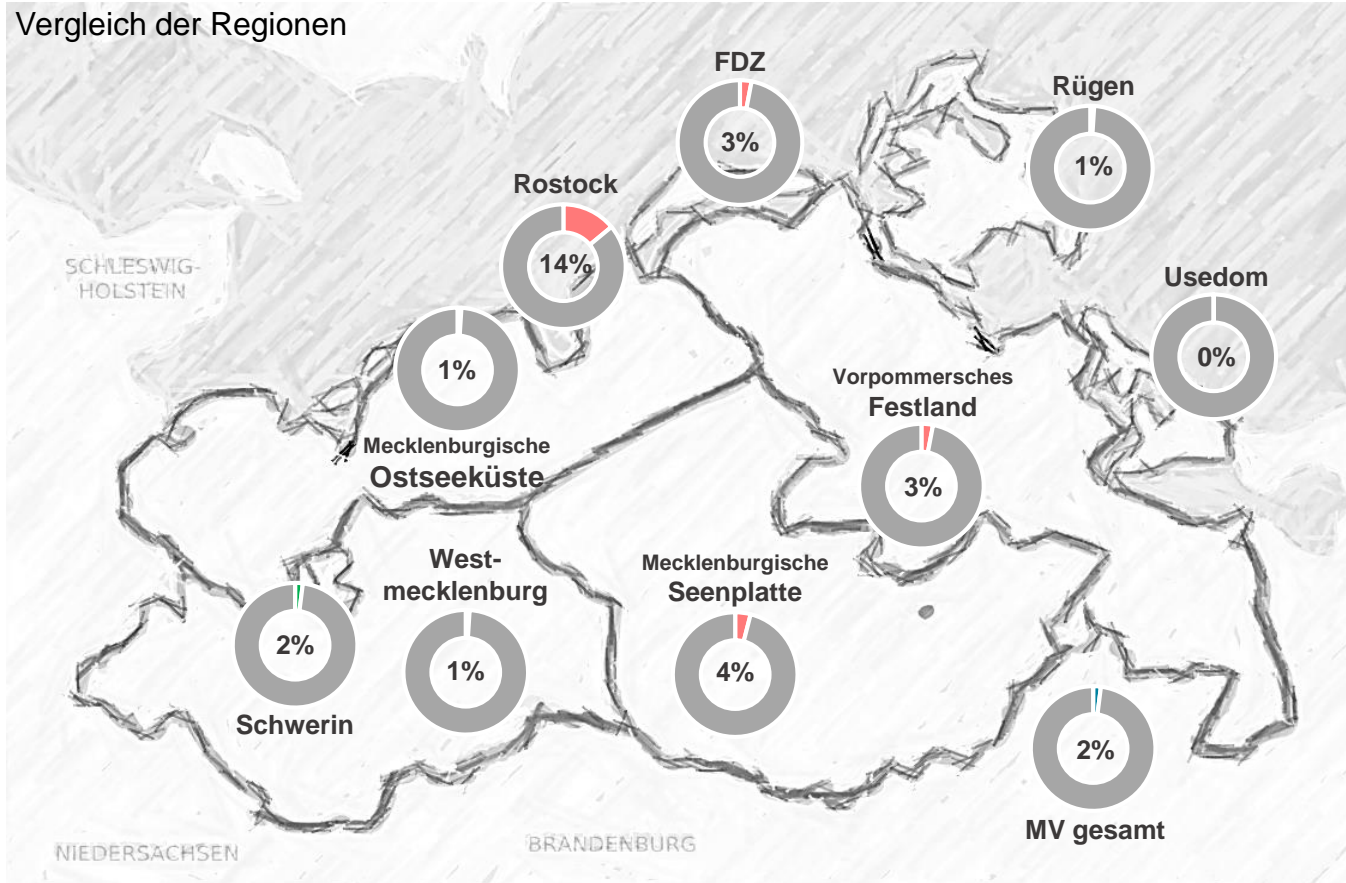 Vergleich der Regionen
FDZ
3%
Rügen
1%
Rostock
14%
SCHLESWIG-
HOLSTEIN
Usedom
0%
1%
Mecklenburgische
Ostseeküste
Vorpommersches
Festland
3%
West-
mecklenburg
1%
Mecklenburgische
Seenplatte
4%
2%
Schwerin
2%
MV gesamt
NIEDERSACHSEN
BRANDENBURG